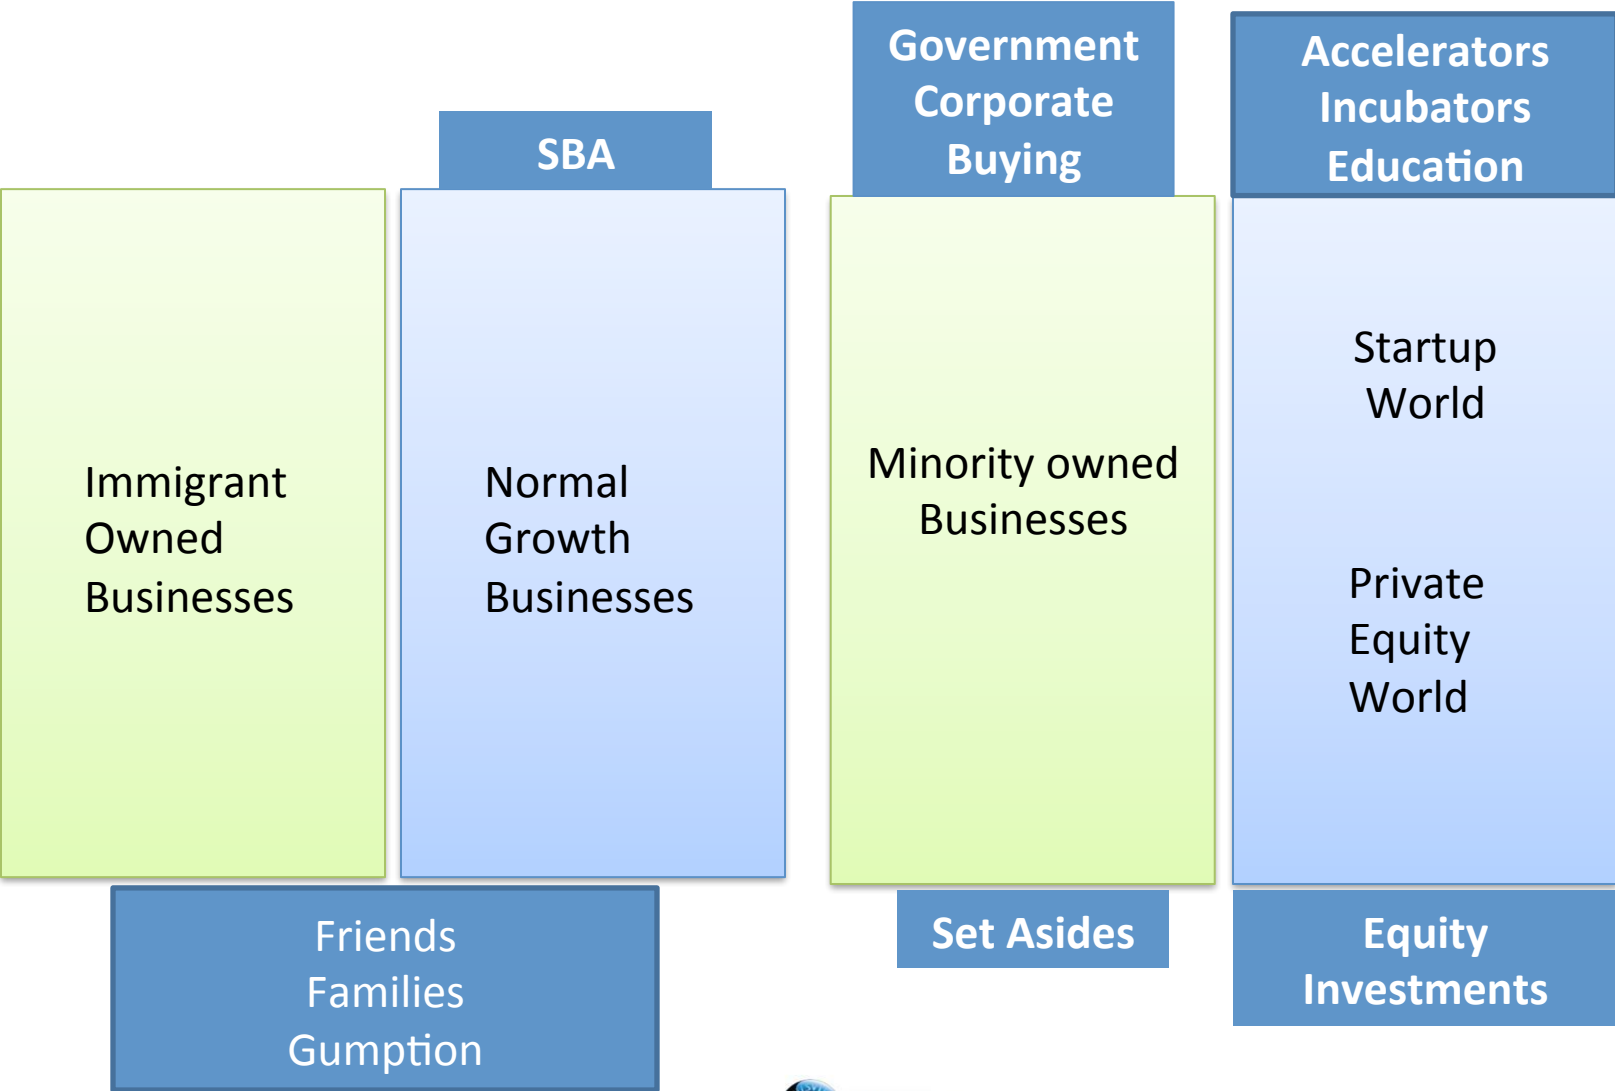 SBA
Government
Corporate
Buying
Accelerators
Incubators
Education
Immigrant
Owned
Businesses
Normal
Growth
Businesses
Minority owned
Businesses
Startup
World
Private
Equity
World
Friends
Families
Gumption
Set Asides
Equity
Investments